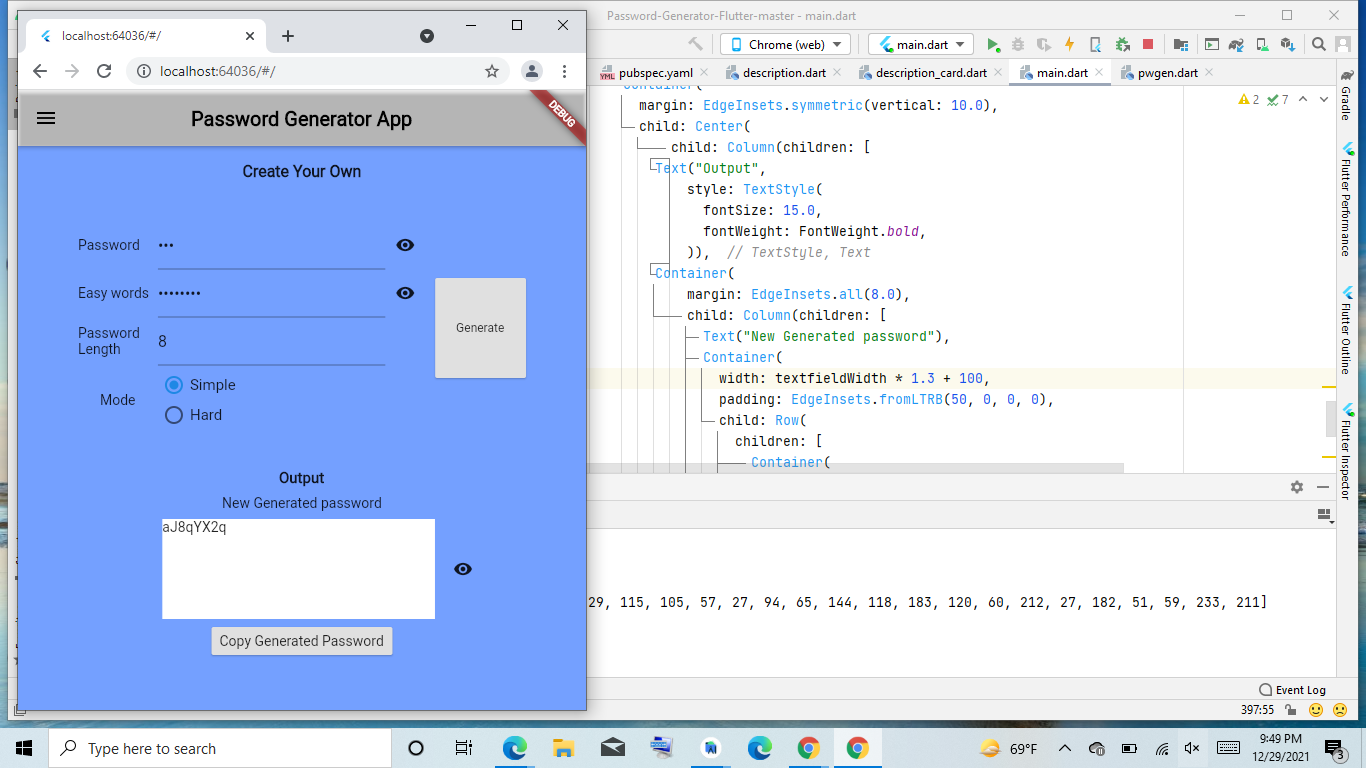 Password-Generator-Flutter-master - main.dart
localhost:64036/#/
localhost:64036/#/
Password Generator App
DEBUG
Create Your Own
Password
•••
Easy words
••••••••
Password
Length
8
Generate
Mode
Simple
Hard
Output
New Generated password
aJ8qYX2q
Copy Generated Password
Chrome (web)
main.dart
pubspec.yaml
description.dart
description_card.dart
main.dart
pwgen.dart
2
7
Container(
margin: EdgeInsets.symmetric(vertical: 10.0),
child: Center(
child: Column(children: [
Text("Output",
style: TextStyle(
fontSize: 15.0,
fontWeight: FontWeight.bold,
)), // TextStyle, Text
Container(
margin: EdgeInsets.all(8.0),
child: Column(children: [
Text("New Generated password"),
Container(
width: textfieldWidth * 1.3 + 100,
padding: EdgeInsets.fromLTRB(50, 0, 0, 0),
child: Row(
children: [
Container(
Gradle
Flutter Performance
Flutter Outline
Flutter Inspector
29, 115, 105, 57, 27, 94, 65, 144, 118, 183, 120, 60, 212, 27, 182, 51, 59, 233, 211]
Event Log
397:55
Type here to search
69°F
9:49 PM
12/29/2021
3